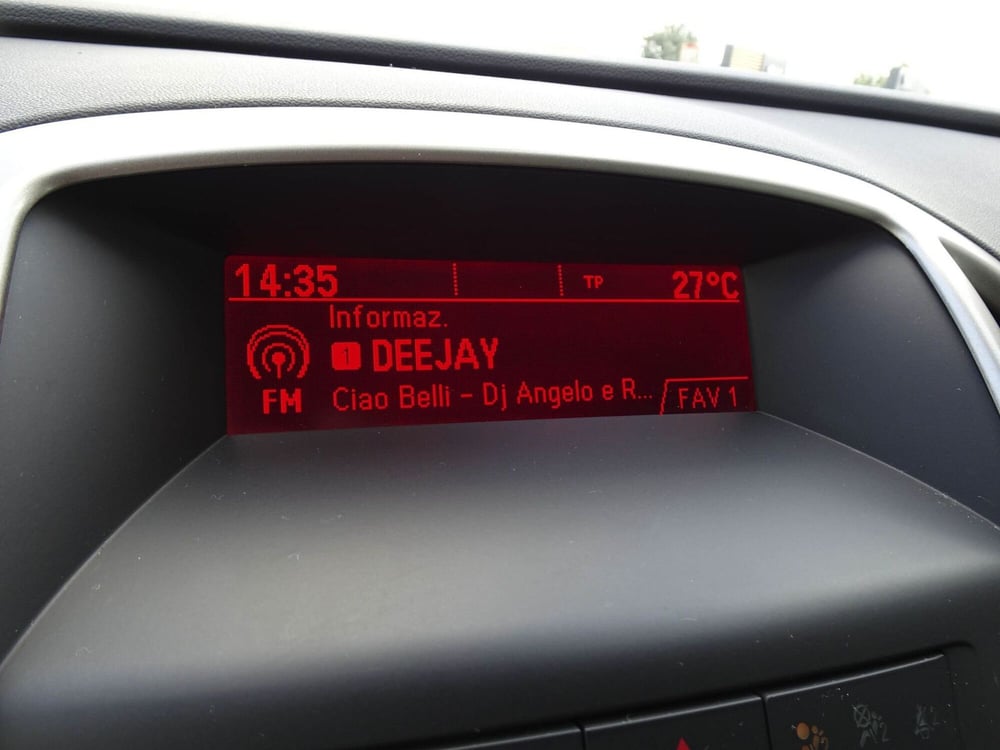 14:35 TP 27°C
Informaz.
1 DEEJAY
FM Ciao Belli - Dj Angelo e R... FAV 1